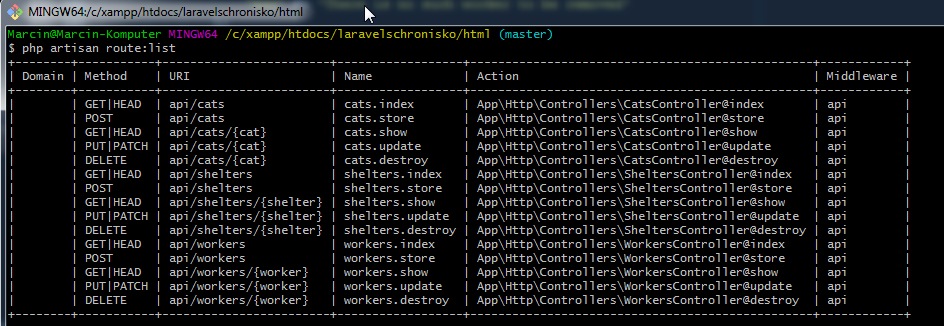 MINGW64:/c/xampp/htdocs/laravelschronisko/html
Marcin@Marcin-Komputer MINGW64 /c/xampp/htdocs/laravelschronisko/html (master)
$ php artisan route:list
+--------+-----------+------------------------+------------------+------------------------------------------------+------------+
| Domain | Method | URI | Name | Action | Middleware |
+--------+-----------+------------------------+------------------+------------------------------------------------+------------+
| | GET|HEAD | api/cats | cats.index | App\Http\Controllers\CatsController@index | api |
| | POST | api/cats | cats.store | App\Http\Controllers\CatsController@store | api |
| | GET|HEAD | api/cats/{cat} | cats.show | App\Http\Controllers\CatsController@show | api |
| | PUT|PATCH | api/cats/{cat} | cats.update | App\Http\Controllers\CatsController@update | api |
| | DELETE | api/cats/{cat} | cats.destroy | App\Http\Controllers\CatsController@destroy | api |
| | GET|HEAD | api/shelters | shelters.index | App\Http\Controllers\SheltersController@index | api |
| | POST | api/shelters | shelters.store | App\Http\Controllers\SheltersController@store | api |
| | GET|HEAD | api/shelters/{shelter} | shelters.show | App\Http\Controllers\SheltersController@show | api |
| | PUT|PATCH | api/shelters/{shelter} | shelters.update | App\Http\Controllers\SheltersController@update | api |
| | DELETE | api/shelters/{shelter} | shelters.destroy | App\Http\Controllers\SheltersController@destroy | api |
| | GET|HEAD | api/workers | workers.index | App\Http\Controllers\WorkersController@index | api |
| | POST | api/workers | workers.store | App\Http\Controllers\WorkersController@store | api |
| | GET|HEAD | api/workers/{worker} | workers.show | App\Http\Controllers\WorkersController@show | api |
| | PUT|PATCH | api/workers/{worker} | workers.update | App\Http\Controllers\WorkersController@update | api |
| | DELETE | api/workers/{worker} | workers.destroy | App\Http\Controllers\WorkersController@destroy | api |
+--------+-----------+------------------------+------------------+------------------------------------------------+------------+